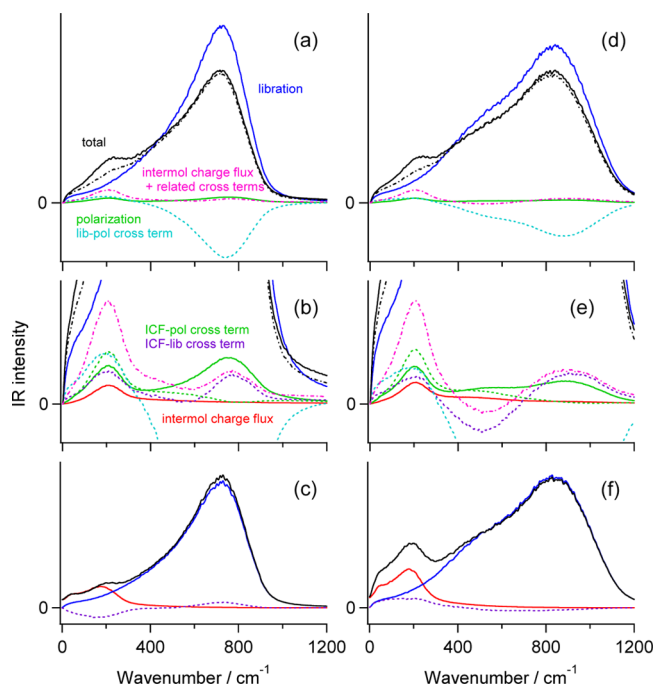 (a)
(d)
libration
total
intermol charge flux
+ related cross terms
0
0
polarization
lib-pol cross term
IR intensity
(b)
(e)
ICF-pol cross term
ICF-lib cross term
intermol charge flux
0
0
(c)
(f)
0
0
0
400
800
1200
0
400
800
1200
Wavenumber / cm⁻¹
Wavenumber / cm⁻¹